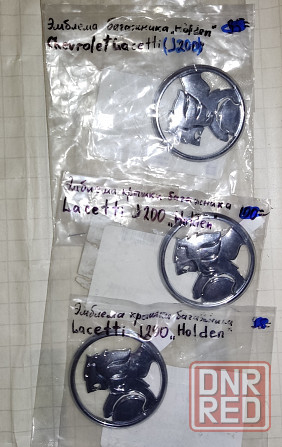 Эмблема багажника „Holden"
Chevrolet Lacetti (J200)
Эмблема крышки багажника
Lacetti J200 „Holden
100=
Эмблема крышки багажника
Lacetti J200 „Holden"
DNR
RED